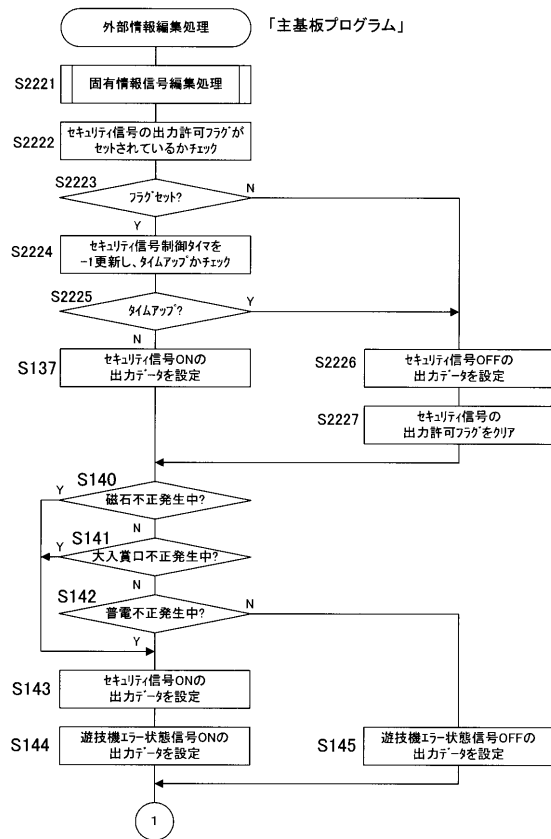 外部情報編集処理
「主基板プログラム」
S2221
固有情報信号編集処理
S2222
セキュリティ信号の出力許可フラグが
セットされているかチェック
S2223
フラグセット?
N
Y
S2224
セキュリティ信号制御タイマを
-1更新し、タイムアップかチェック
S2225
タイムアップ?
Y
N
S137
セキュリティ信号ONの
出力データを設定
S2226
セキュリティ信号OFFの
出力データを設定
S2227
セキュリティ信号の
出力許可フラグをクリア
S140
Y
磁石不正発生中?
N
S141
Y
大入賞口不正発生中?
N
S142
普電不正発生中?
N
Y
S143
セキュリティ信号ONの
出力データを設定
S144
遊技機エラー状態信号ONの
出力データを設定
S145
遊技機エラー状態信号OFFの
出力データを設定
1